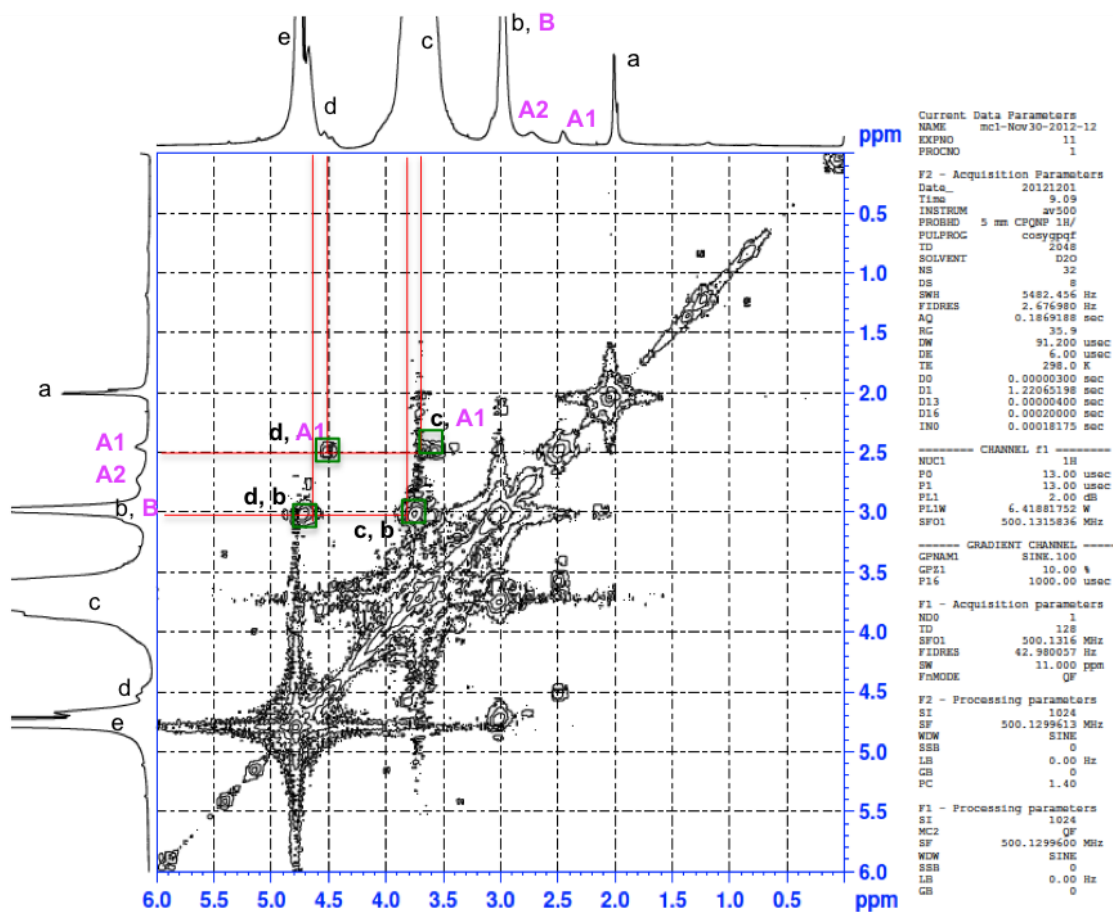 b, B
e
c
a
d
A2
A1
ppm
ppm
0.5
1.0
1.5
2.0
2.5
3.0
3.5
4.0
4.5
5.0
5.5
a
A1
A2
b, B
c
d
e
c, A1
d, A1
d, b
c, b
6.0 5.5 5.0 4.5 4.0 3.5 3.0 2.5 2.0 1.5 1.0 0.5 ppm
Current Data Parameters
NAME mc1-Nov30-2012-12
EXPNO 11
PROCNO 1
F2 - Acquisition Parameters
Date_ 20121201
Time 9.09
INSTRUM av500
PROBHD 5 mm CPQNP 1H/
PULPROG cosygpqf
TD 2048
SOLVENT D2O
NS 32
DS 8
SWH 5482.456 Hz
FIDRES 2.676980 Hz
AQ 0.1869188 sec
RG 35.9
DW 91.200 usec
DE 6.00 usec
TE 298.0 K
D0 0.00000300 sec
D1 1.22065198 sec
D13 0.00000400 sec
D16 0.00020000 sec
IN0 0.00018175 sec
======== CHANNEL f1 ========
NUC1 1H
P0 13.00 usec
P1 13.00 usec
PL1 2.00 dB
PL1W 6.41881752 W
SFO1 500.1315836 MHz
====== GRADIENT CHANNEL =====
GPNAM1 SINE.100
GPZ1 10.00 %
P16 1000.00 usec
F1 - Acquisition parameters
ND0 1
TD 128
SFO1 500.1316 MHz
FIDRES 42.980057 Hz
SW 11.000 ppm
FnMODE QF
F2 - Processing parameters
SI 1024
SF 500.1299613 MHz
WDW SINE
SSB 0
LB 0.00 Hz
GB 0
PC 1.40
F1 - Processing parameters
SI 1024
MC2 QF
SF 500.1299600 MHz
WDW SINE
SSB 0
LB 0.00 Hz
GB 0